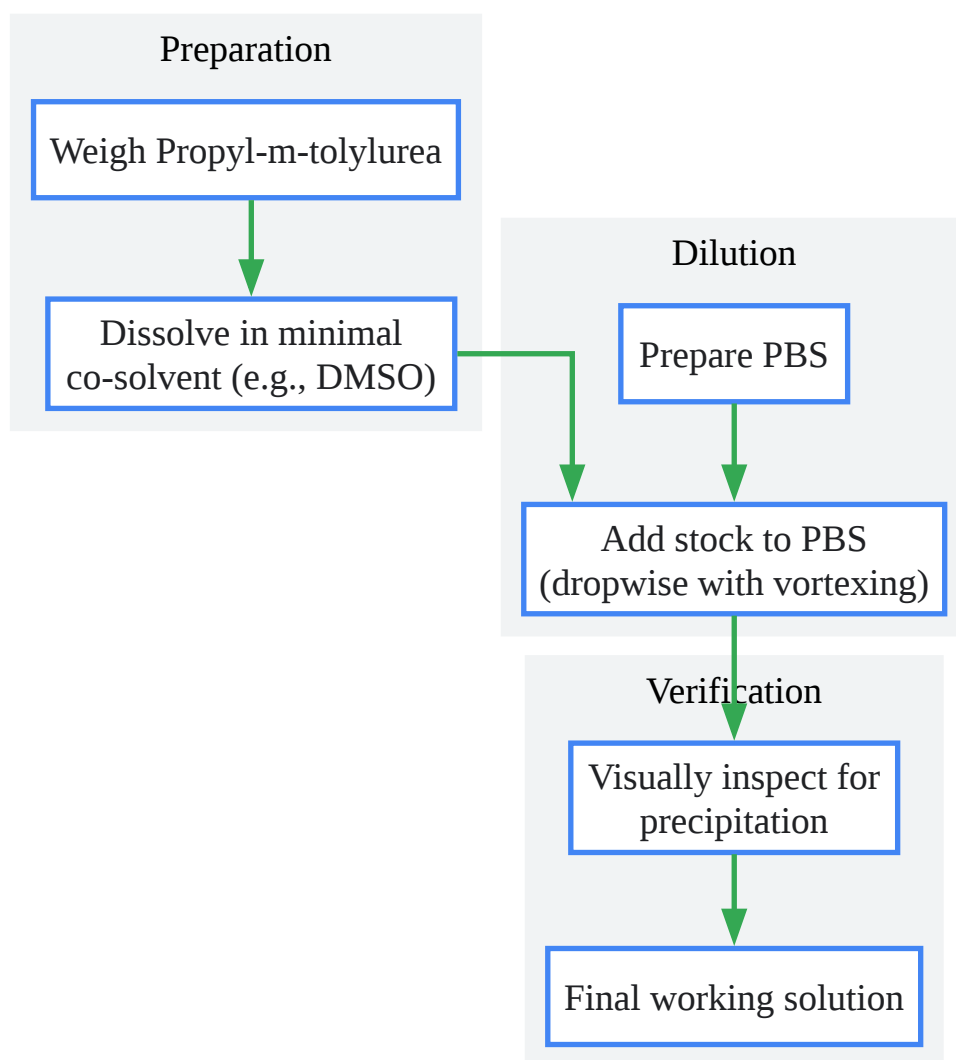 Preparation
Weigh Propyl-m-tolylurea
Dissolve in minimal
co-solvent (e.g., DMSO)
Dilution
Prepare PBS
Add stock to PBS
(dropwise with vortexing)
Verification
Visually inspect for
precipitation
Final working solution